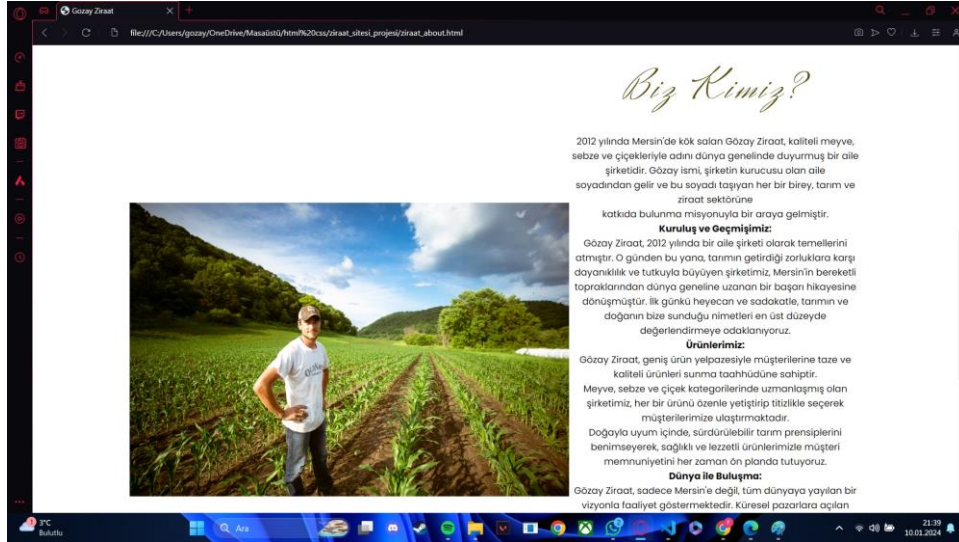 Gozay Ziraat
file:///C:/Users/gozay/OneDrive/Masaüstü/html%20css/ziraat_sitesi_projesi/ziraat_about.html
Biz Kimiz?
2012 yılında Mersin'de kök salan Gözay Ziraat, kaliteli meyve,
sebze ve çiçekleriyle adını dünya genelinde duyurmuş bir aile
şirketidir. Gözay ismi, şirketin kurucusu olan aile
soyadından gelir ve bu soyadı taşıyan her bir birey, tarım ve
ziraat sektörüne
katkıda bulunma misyonuyla bir araya gelmiştir.
Kuruluş ve Geçmişimiz:
Gözay Ziraat, 2012 yılında bir aile şirketi olarak temellerini
atmıştır. O günden bu yana, tarımın getirdiği zorluklara karşı
dayanıklılık ve tutkuyla büyüyen şirketimiz, Mersin'in bereketli
topraklarından dünya geneline uzanan bir başarı hikayesine
dönüşmüştür. İlk günkü heyecan ve sadakatle, tarımın ve
doğanın bize sunduğu nimetleri en üst düzeyde
değerlendirmeye odaklanıyoruz.
Ürünlerimiz:
Gözay Ziraat, geniş ürün yelpazesiyle müşterilerine taze ve
kaliteli ürünleri sunma taahhüdüne sahiptir.
Meyve, sebze ve çiçek kategorilerinde uzmanlaşmış olan
şirketimiz, her bir ürünü özenle yetiştirip titizlikle seçerek
müşterilerimize ulaştırmaktadır.
Doğayla uyum içinde, sürdürülebilir tarım prensiplerini
benimseyerek, sağlıklı ve lezzetli ürünlerimizle müşteri
memnuniyetini her zaman ön planda tutuyoruz.
Dünya ile Buluşma:
Gözay Ziraat, sadece Mersin'e değil, tüm dünyaya yayılan bir
vizyonla faaliyet göstermektedir. Küresel pazarlara açılan
3°C
Bulutlu
Ara
21:39
10.01.2024